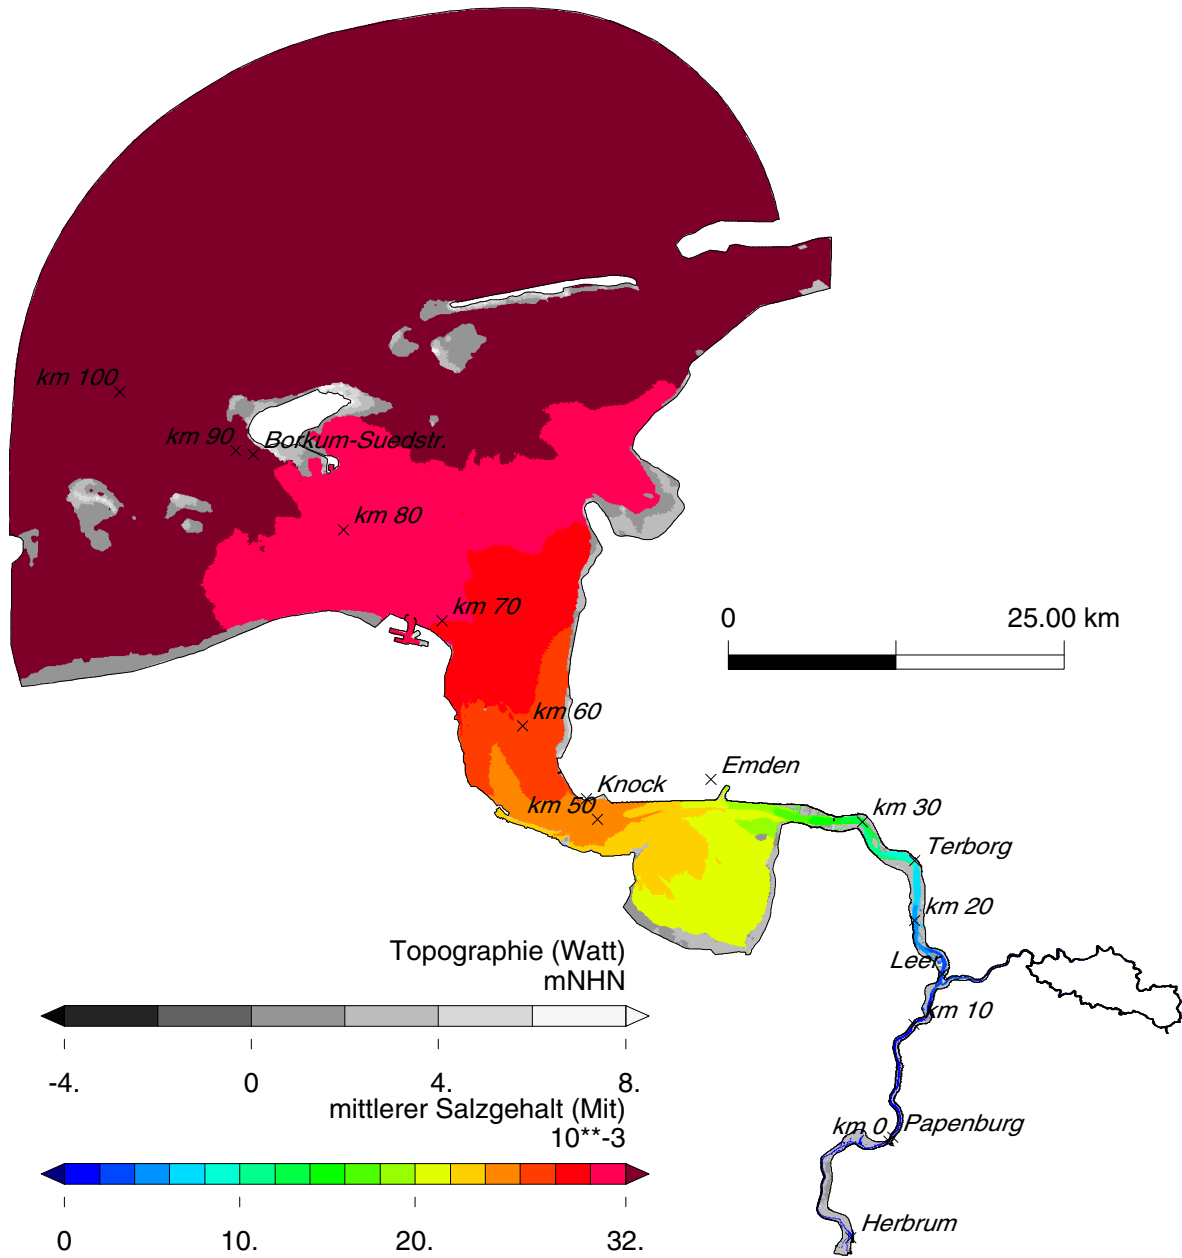 km 100
km 90
Borkum-Suedstr.
km 80
km 70
0
25.00 km
km 60
Emden
Knock
km 50
km 30
Terborg
km 20
Leer
km 10
Topographie (Watt)
mNHN
-4. 0 4. 8.
mittlerer Salzgehalt (Mit)
10**-3
0 10. 20. 32.
km 0
Papenburg
Herbrum